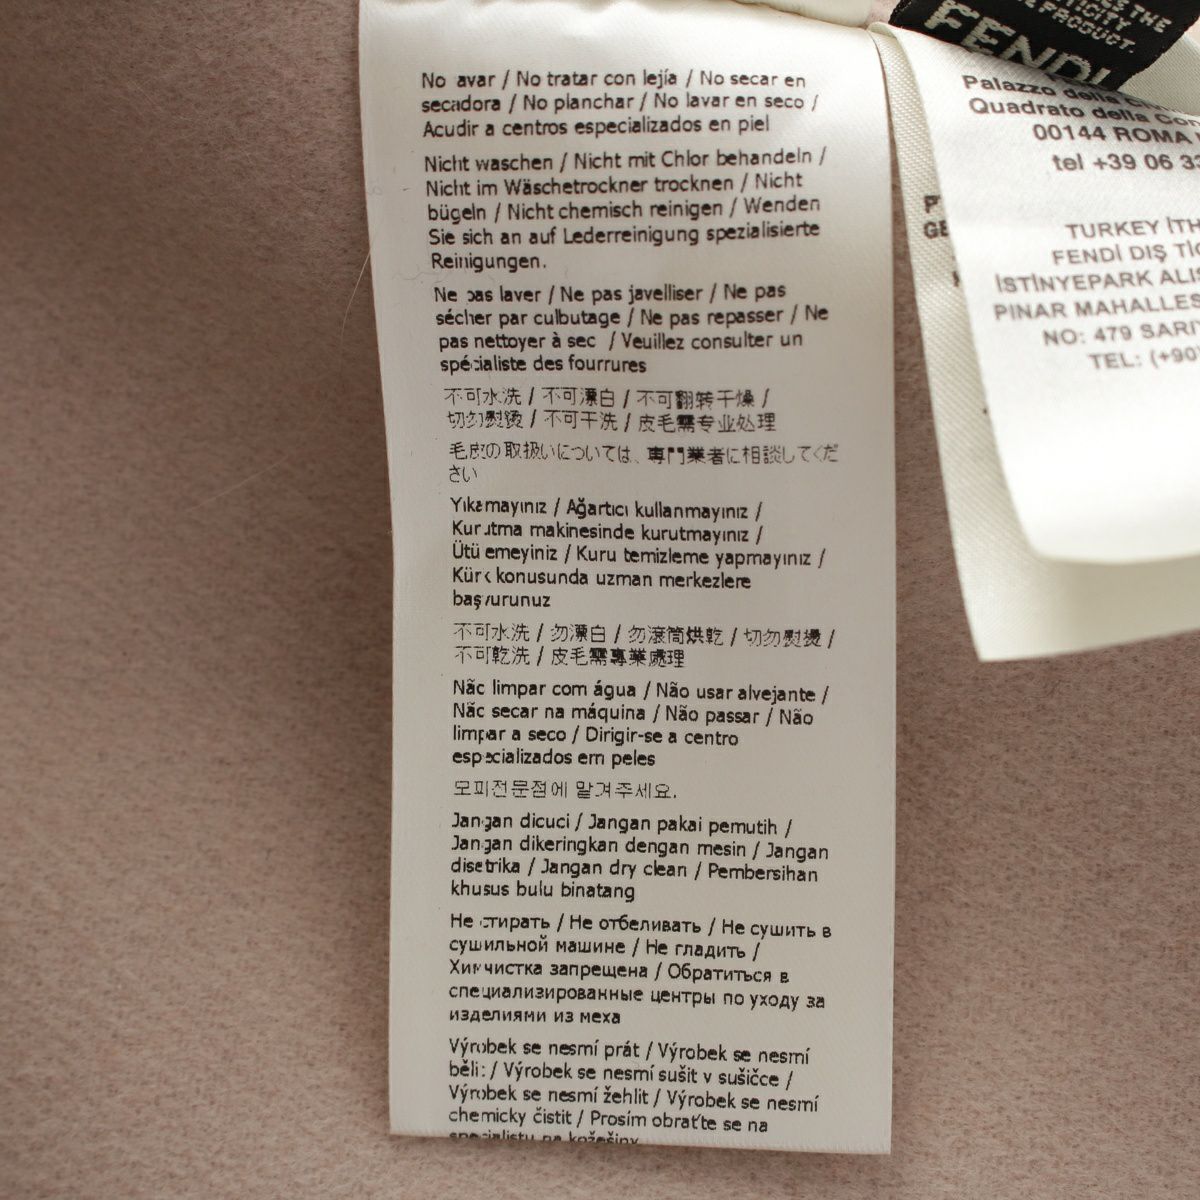 No avar / No tratar con lejía / No secar en
secadora / No planchar / No lavar en seco /
Acudir a centros especializados en piel
Nicht waschen / Nicht mit Chlor behandeln /
Nicht im Wäschetrockner trocknen / Nicht
bügeln / Nicht chemisch reinigen / Wenden
Sie sich an auf Lederreinigung spezialisierte
Reinigungen.
Ne pas laver / Ne pas javelliser / Ne pas
sécher par culbutage / Ne pas repasser / Ne
pas nettoyer à sec / Veuillez consulter un
spécialiste des fourrures
不可水洗 / 不可漂白 / 不可翻转干燥 /
切勿熨烫 / 不可干洗 / 皮毛需专业处理
毛皮の取扱いについては、専門業者に相談してくだ
さい
Yıkamayınız / Ağartıcı kullanmayınız /
Kurutma makinesinde kurutmayınız /
Ütü emeyiniz / Kuru temizleme yapmayınız /
Kürk konusunda uzman merkezlere
başvurunuz
不可水洗 / 勿漂白 / 勿滾筒烘乾 / 切勿熨燙 /
不可乾洗 / 皮毛需專業處理
Não limpar com água / Não usar alvejante /
Não secar na máquina / Não passar / Não
limpar a seco / Dirigir-se a centro
especializados em peles
모피전문점에 맡겨주세요.
Jangan dicuci / Jangan pakai pemutih /
Jangan dikeringkan dengan mesin / Jangan
disetrika / Jangan dry clean / Pembersihan
khusus bulu binatang
Не стирать / Не отбеливать / Не сушить в
сушильной машине / Не гладить /
Химчистка запрещена / Обратиться в
специализированные центры по уходу за
изделиями из меха
Výrobek se nesmí prát / Výrobek se nesmí
bělit / Výrobek se nesmí sušit v sušičce /
Výrobek se nesmí žehlit / Výrobek se nesmí
chemicky čistit / Prosím obraťte se na
specialistu na kožešiny
THE
PRODUCT.
FENDI
Palazzo della
Quadrato della
00144 ROMA
tel +39 06 33
TURKEY İTH
FENDİ DIŞ TİC
İSTİNYEPARK ALIŞ
PINAR MAHALLES
NO: 479 SARI
TEL: (+90)